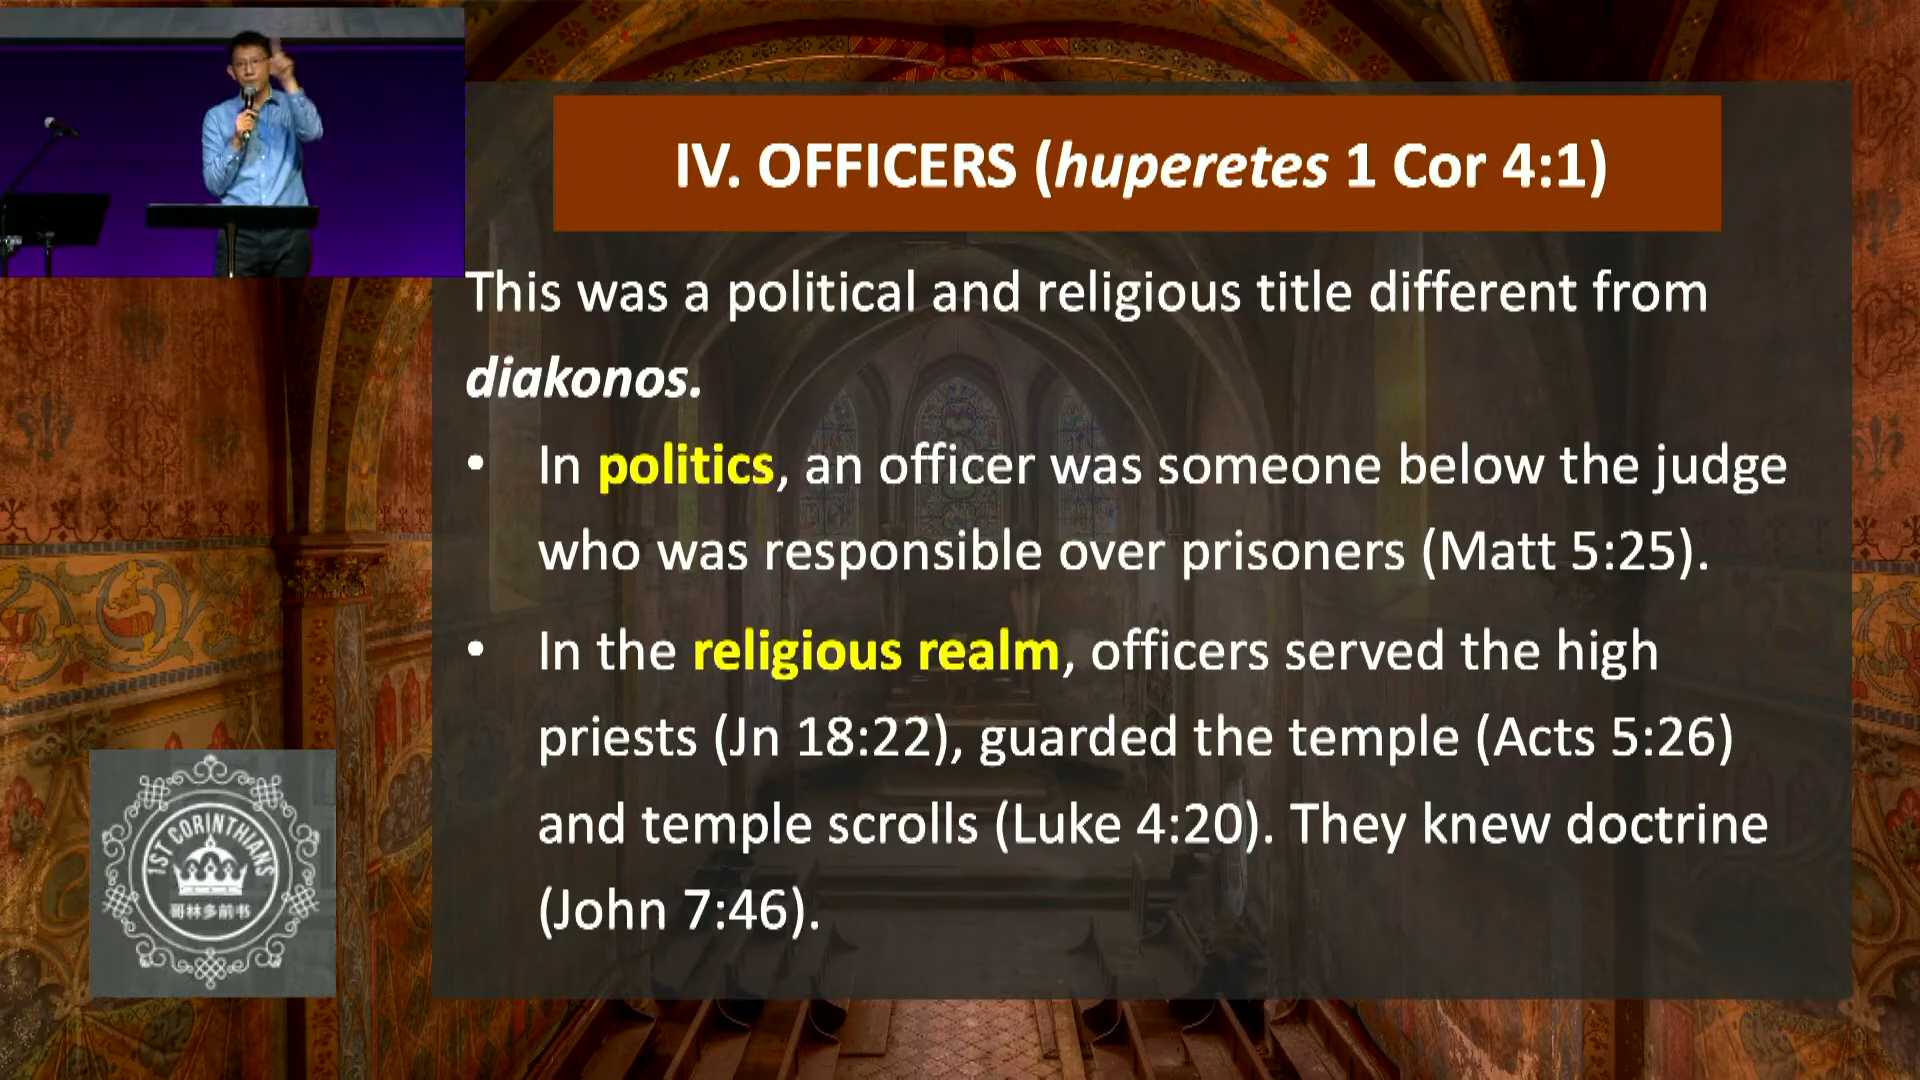 IV. OFFICERS (huperetes 1 Cor 4:1)
This was a political and religious title different from
diakonos.
• In politics, an officer was someone below the judge
who was responsible over prisoners (Matt 5:25).
• In the religious realm, officers served the high
priests (Jn 18:22), guarded the temple (Acts 5:26)
and temple scrolls (Luke 4:20). They knew doctrine
(John 7:46).
1ST CORINTHIANS
哥林多前书